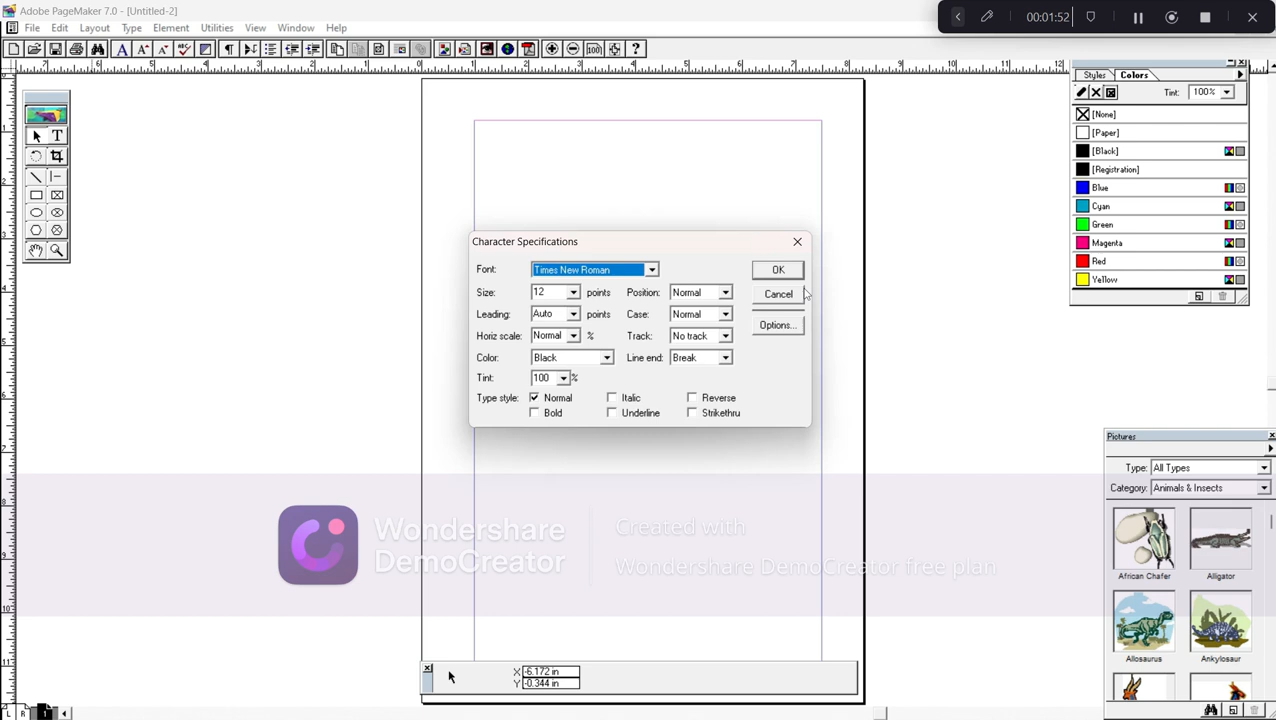 Adobe PageMaker 7.0 - [Untitled-2]
00:01:52
File Edit Layout Type Element Utilities View Window Help
Styles Colors
Tint: 100%
[None]
[Paper]
[Black]
[Registration]
Blue
Cyan
Green
Magenta
Red
Yellow
Character Specifications
Font: Times New Roman OK
Size: 12 points Position: Normal Cancel
Leading: Auto points Case: Normal Options...
Horiz scale: Normal % Track: No track
Color: Black Line end: Break
Tint: 100 %
Type style: Normal Italic Reverse
Bold Underline Strikethru
Pictures
Type: All Types
Category: Animals & Insects
African Chafer Alligator
Allosaurus Ankylosaur
Wondershare
DemoCreator
Created with
Wondershare DemoCreator free plan
X -6.172 in
Y -0.344 in
L R 1